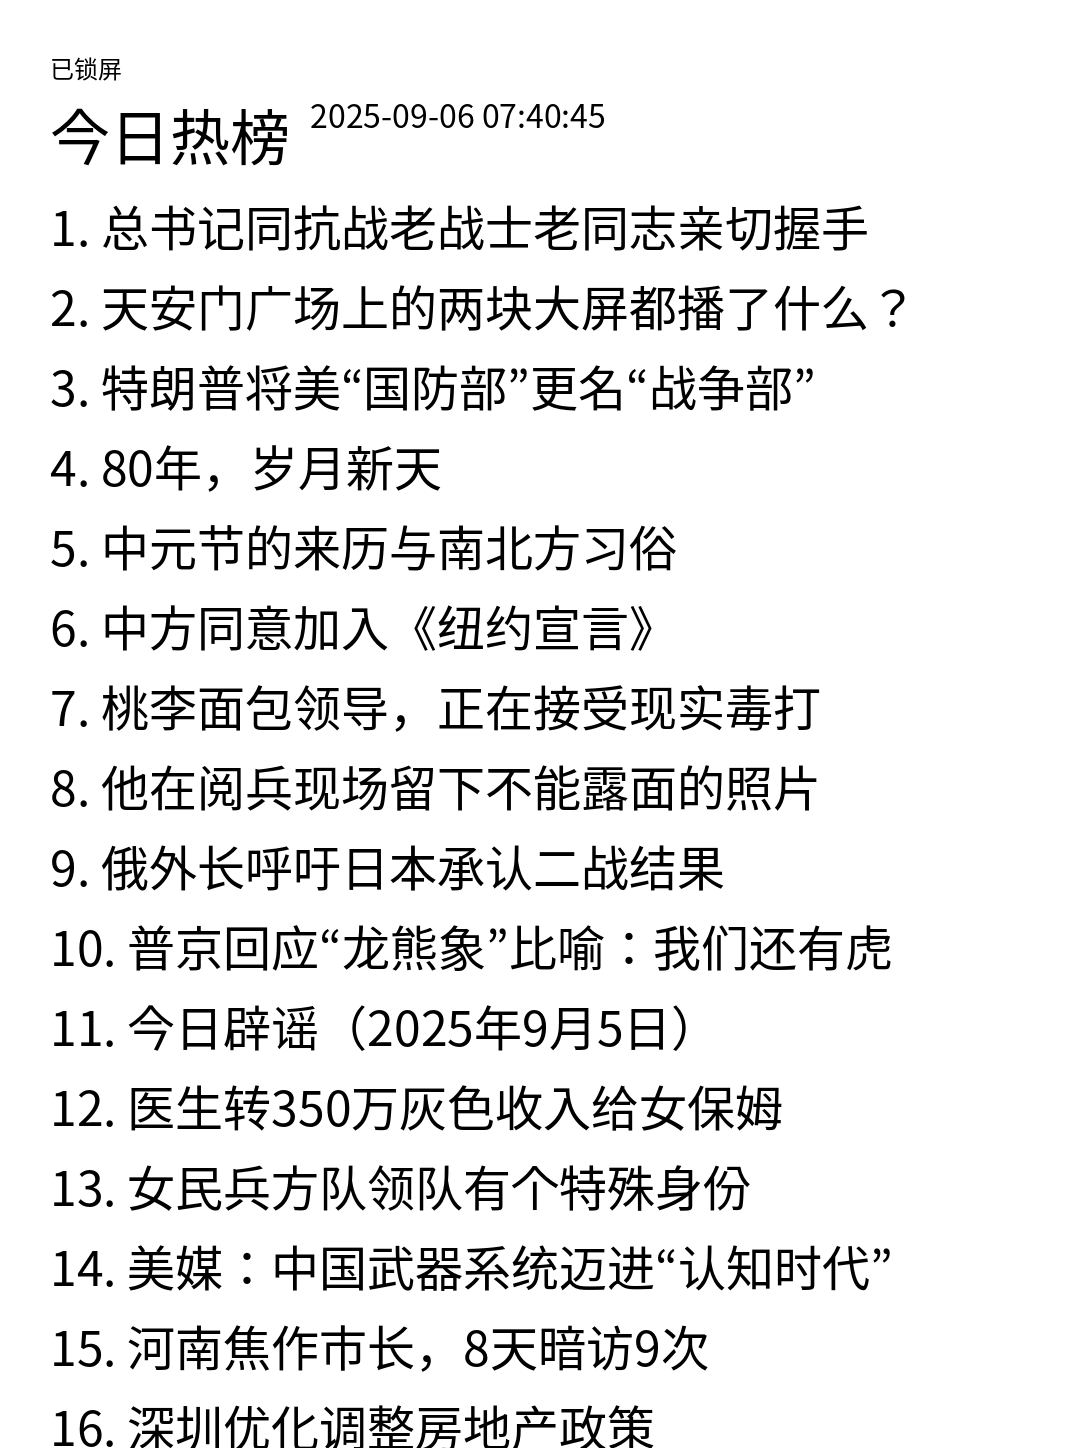 已锁屏
今日热榜 2025-09-06 07:40:45
1. 总书记同抗战老战士老同志亲切握手
2. 天安门广场上的两块大屏都播了什么？
3. 特朗普将美“国防部”更名“战争部”
4. 80年，岁月新天
5. 中元节的来历与南北方习俗
6. 中方同意加入《纽约宣言》
7. 桃李面包领导，正在接受现实毒打
8. 他在阅兵现场留下不能露面的照片
9. 俄外长呼吁日本承认二战结果
10. 普京回应“龙熊象”比喻：我们还有虎
11. 今日辟谣（2025年9月5日）
12. 医生转350万灰色收入给女保姆
13. 女民兵方队领队有个特殊身份
14. 美媒：中国武器系统迈进“认知时代”
15. 河南焦作市长，8天暗访9次
16. 深圳优化调整房地产政策